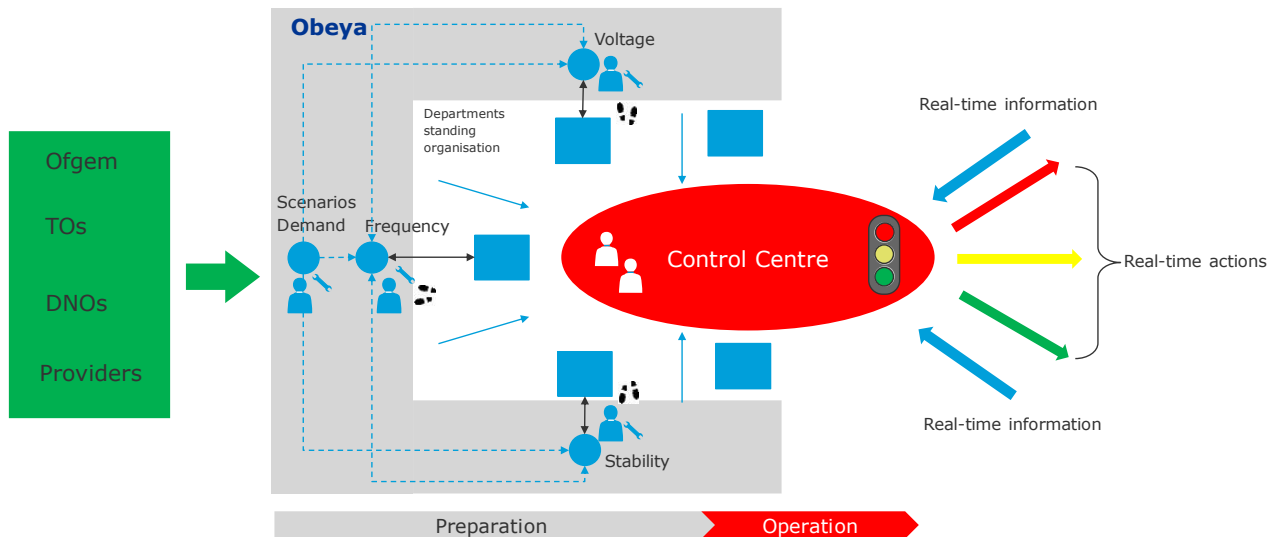 Obeya
Voltage
Departments
standing
organisation
Ofgem
TOs
DNOs
Providers
Scenarios
Demand
Frequency
Control Centre
Stability
Real-time information
Real-time actions
Real-time information
Preparation
Operation